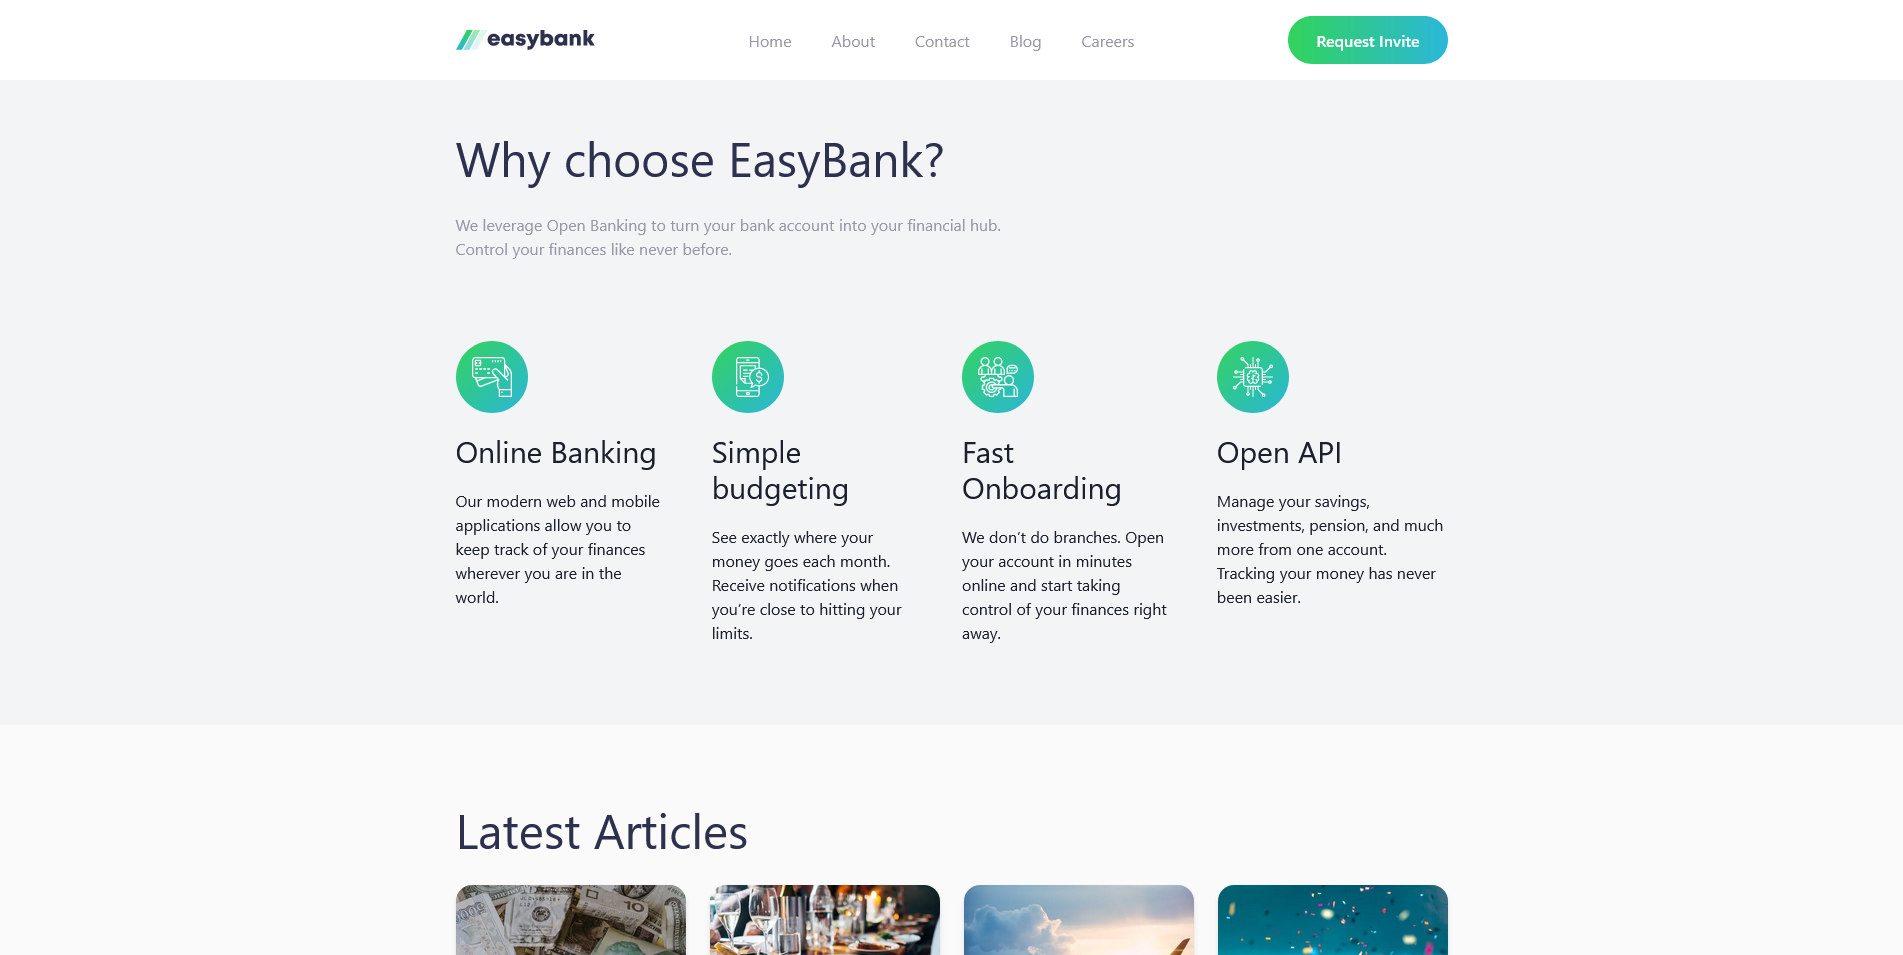 easybank
Home
About
Contact
Blog
Careers
Request Invite
Why choose EasyBank?
We leverage Open Banking to turn your bank account into your financial hub.
Control your finances like never before.
Online Banking
Our modern web and mobile
applications allow you to
keep track of your finances
wherever you are in the
world.
Simple
budgeting
See exactly where your
money goes each month.
Receive notifications when
you’re close to hitting your
limits.
Fast
Onboarding
We don’t do branches. Open
your account in minutes
online and start taking
control of your finances right
away.
Open API
Manage your savings,
investments, pension, and much
more from one account.
Tracking your money has never
been easier.
Latest Articles
10